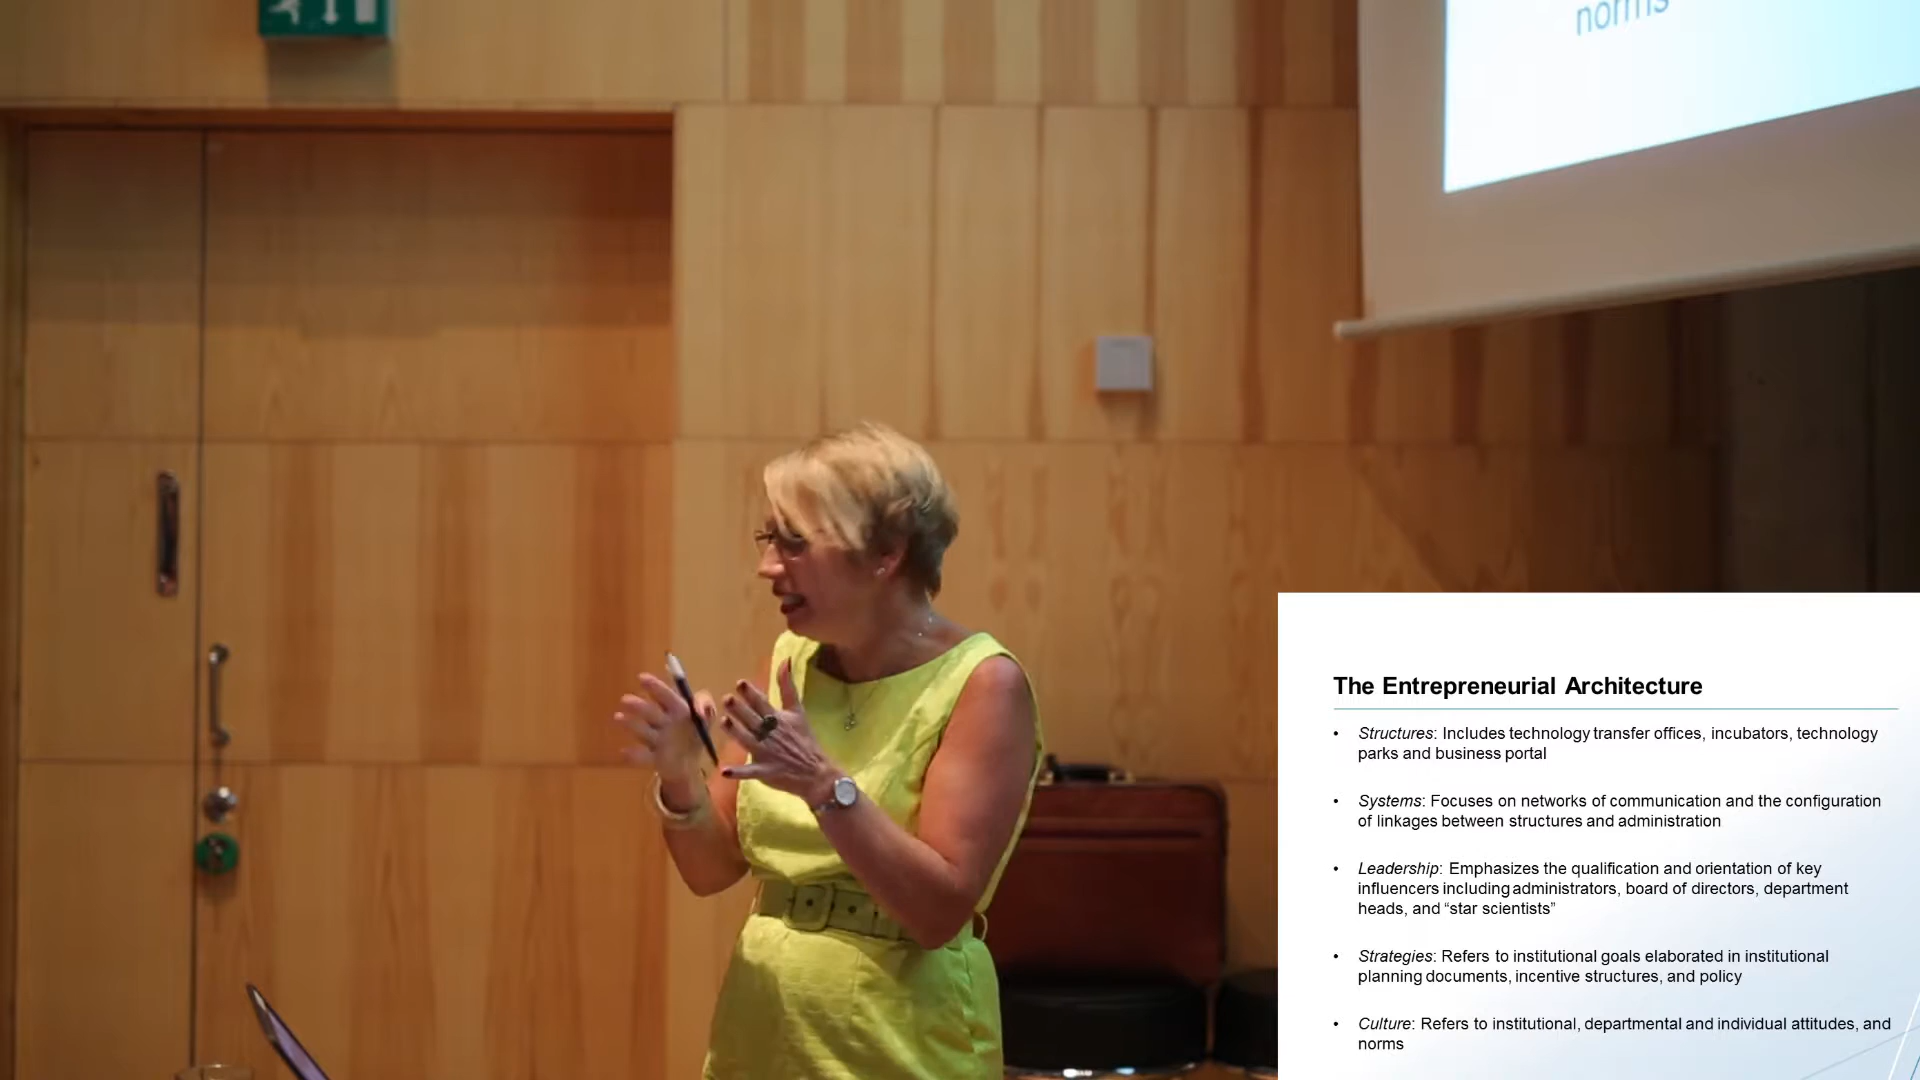 norms
The Entrepreneurial Architecture
• Structures: Includes technology transfer offices, incubators, technology
parks and business portal
• Systems: Focuses on networks of communication and the configuration
of linkages between structures and administration
• Leadership: Emphasizes the qualification and orientation of key
influencers including administrators, board of directors, department
heads, and “star scientists”
• Strategies: Refers to institutional goals elaborated in institutional
planning documents, incentive structures, and policy
• Culture: Refers to institutional, departmental and individual attitudes, and
norms